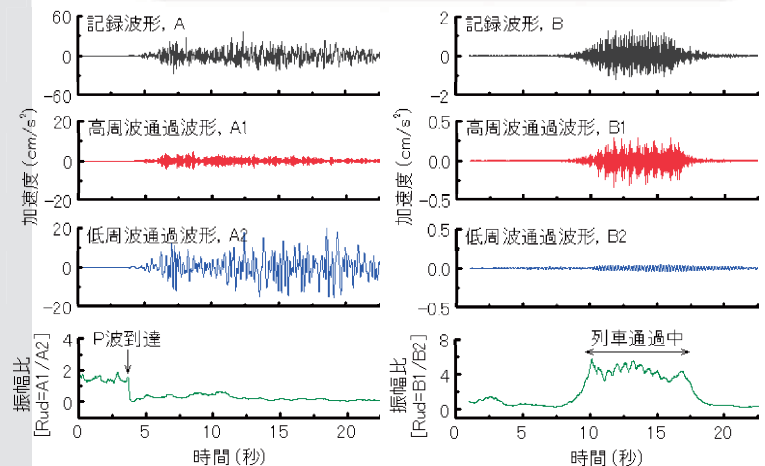 記録波形, A
60
0
−60
高周波通過波形, A1
20
0
−20
低周波通過波形, A2
20
0
−20
加速度 (cm/s²)
P波到達
4
2
0
振幅比
[Rud=A1/A2]
0 5 10 15 20
時間 (秒)
記録波形, B
2
0
−2
高周波通過波形, B1
0.5
0.0
−0.5
低周波通過波形, B2
0.5
0.0
−0.5
加速度 (cm/s²)
列車通過中
8
4
0
振幅比
[Rud=B1/B2]
0 5 10 15 20
時間 (秒)